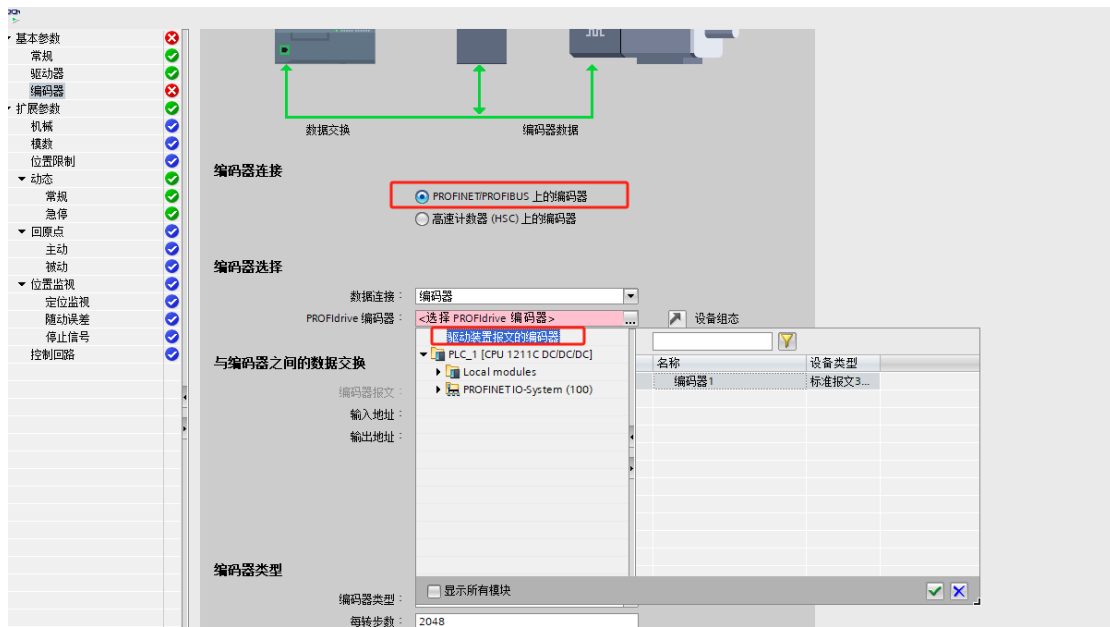 基本参数
常规
驱动器
编码器
扩展参数
机械
模数
位置限制
动态
常规
急停
回原点
主动
被动
位置监视
定位监视
随动误差
停止信号
控制回路
数据交换
编码器数据
编码器连接
PROFINET/PROFIBUS 上的编码器
高速计数器 (HSC) 上的编码器
编码器选择
数据连接：
编码器
PROFIdrive 编码器：
<选择 PROFIdrive 编码器>
...
设备组态
驱动装置报文的编码器
PLC_1 [CPU 1211C DC/DC/DC]
Local modules
PROFINET IO-System (100)
名称
设备类型
编码器1
标准报文3...
与编码器之间的数据交换
编码器报文：
输入地址：
输出地址：
显示所有模块
编码器类型
编码器类型：
每转步数：
2048